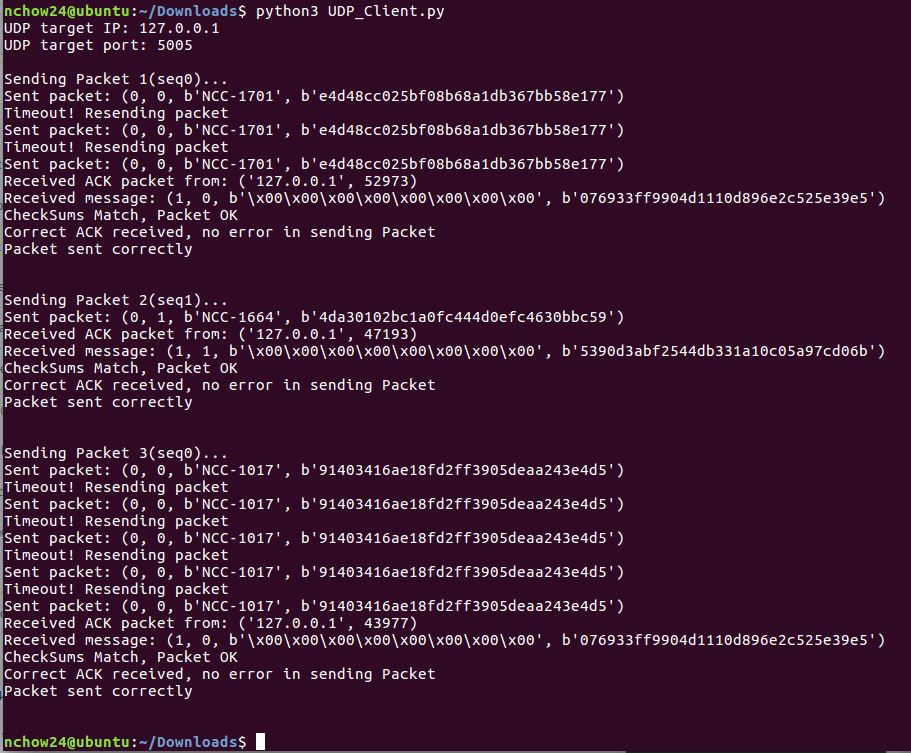 nchow24@ubuntu:~/Downloads$ python3 UDP_Client.py
UDP target IP: 127.0.0.1
UDP target port: 5005
Sending Packet 1(seq0)...
Sent packet: (0, 0, b'NCC-1701', b'e4d48cc025bf08b68a1db367bb58e177')
Timeout! Resending packet
Sent packet: (0, 0, b'NCC-1701', b'e4d48cc025bf08b68a1db367bb58e177')
Timeout! Resending packet
Sent packet: (0, 0, b'NCC-1701', b'e4d48cc025bf08b68a1db367bb58e177')
Received ACK packet from: ('127.0.0.1', 52973)
Received message: (1, 0, b'\x00\x00\x00\x00\x00\x00\x00\x00', b'076933ff9904d1110d896e2c525e39e5')
CheckSums Match, Packet OK
Correct ACK received, no error in sending Packet
Packet sent correctly
Sending Packet 2(seq1)...
Sent packet: (0, 1, b'NCC-1664', b'4da30102bc1a0fc444d0efc4630bbc59')
Received ACK packet from: ('127.0.0.1', 47193)
Received message: (1, 1, b'\x00\x00\x00\x00\x00\x00\x00\x00', b'5390d3abf2544db331a10c05a97cd06b')
CheckSums Match, Packet OK
Correct ACK received, no error in sending Packet
Packet sent correctly
Sending Packet 3(seq0)...
Sent packet: (0, 0, b'NCC-1017', b'91403416ae18fd2ff3905deaa243e4d5')
Timeout! Resending packet
Sent packet: (0, 0, b'NCC-1017', b'91403416ae18fd2ff3905deaa243e4d5')
Timeout! Resending packet
Sent packet: (0, 0, b'NCC-1017', b'91403416ae18fd2ff3905deaa243e4d5')
Timeout! Resending packet
Sent packet: (0, 0, b'NCC-1017', b'91403416ae18fd2ff3905deaa243e4d5')
Timeout! Resending packet
Sent packet: (0, 0, b'NCC-1017', b'91403416ae18fd2ff3905deaa243e4d5')
Received ACK packet from: ('127.0.0.1', 43977)
Received message: (1, 0, b'\x00\x00\x00\x00\x00\x00\x00\x00', b'076933ff9904d1110d896e2c525e39e5')
CheckSums Match, Packet OK
Correct ACK received, no error in sending Packet
Packet sent correctly
nchow24@ubuntu:~/Downloads$